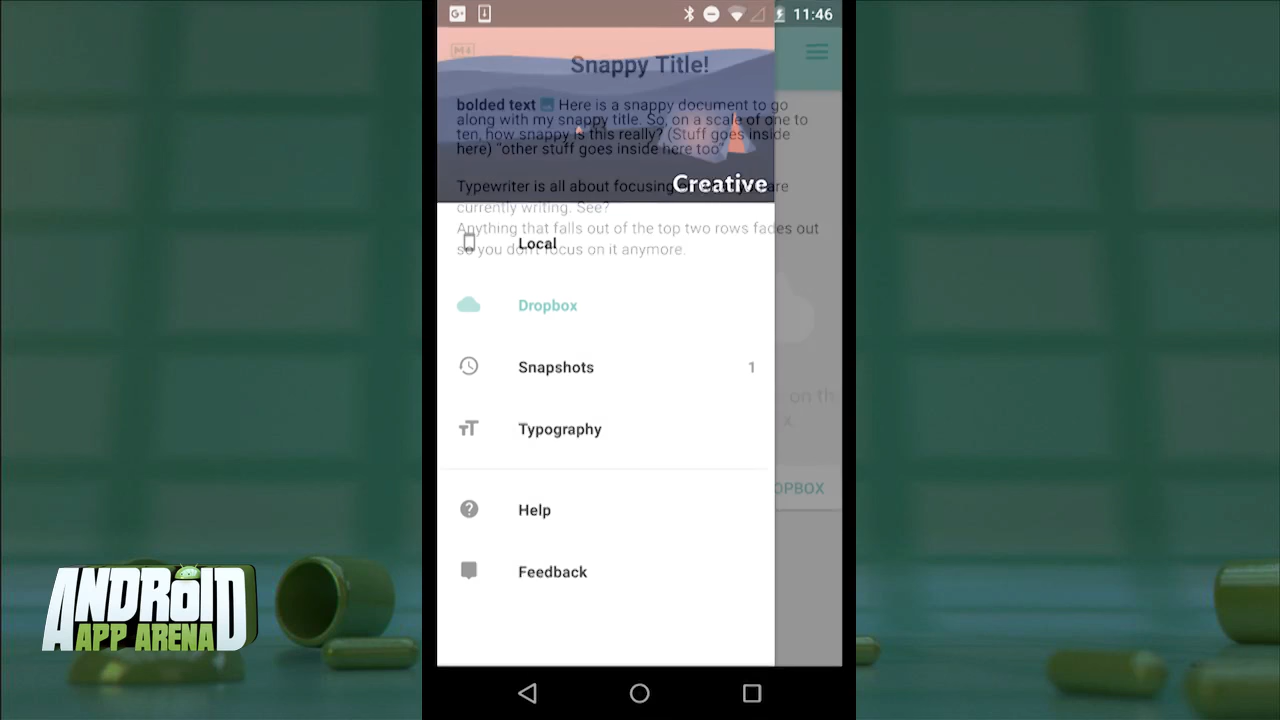 G+
11:46
M
Snappy Title!
bolded text Here is a snappy document to go
along with my snappy title. So, on a scale of one to
ten, how snappy is this really? (Stuff goes inside
here) "other stuff goes inside here too"
Creative
Typewriter is all about focusing are
currently writing. See?
Anything that falls out of the top two rows fades out
so you don't focus on it anymore.
Local
Dropbox
Snapshots 1
on th
x
Typography
OPBOX
Help
Feedback
ANDROID
APP ARENA